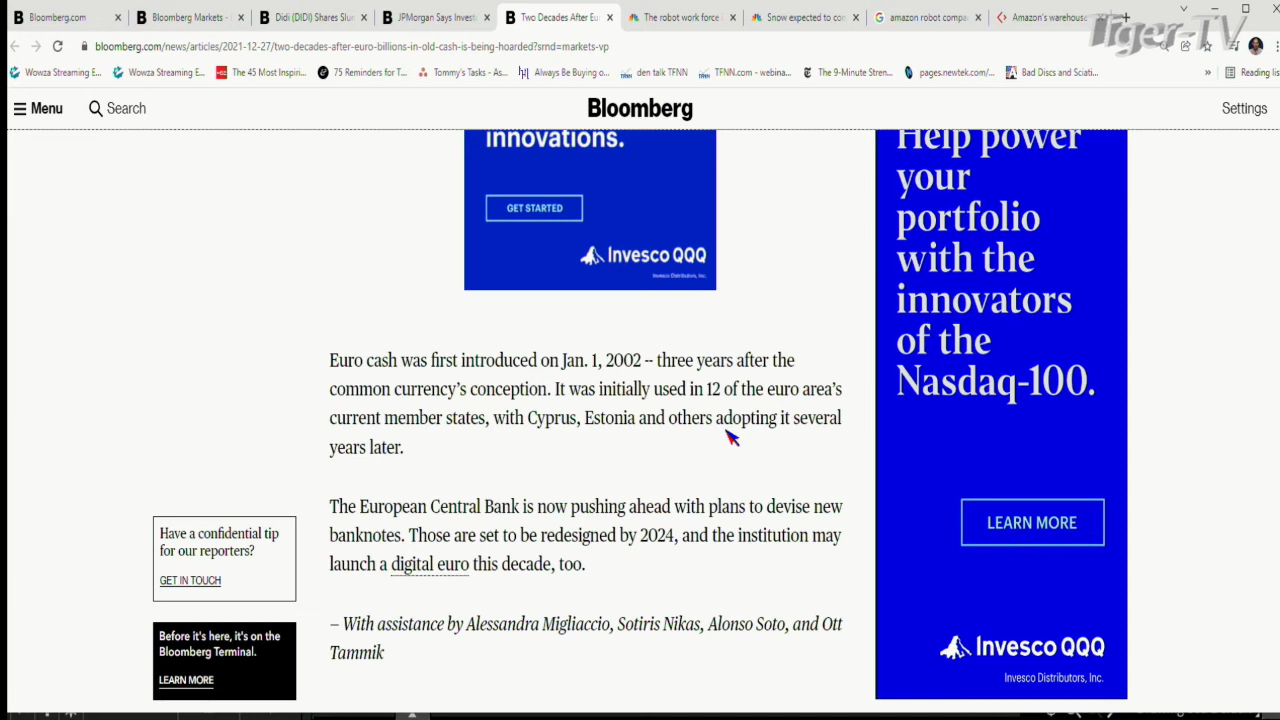 Bloomberg.com
Bloomberg Markets -
Didi (DIDI) Shares Slum
JPMorgan Says Invest
Two Decades After Eu
The robot work force i
Snow expected to con
amazon robot compa
Amazon's warehous
Tiger-TV
bloomberg.com/news/articles/2021-12-27/two-decades-after-euro-billions-in-old-cash-is-being-hoarded?srnd=markets-vp
Wowza Streaming E...
Wowza Streaming E...
The 45 Most Inspiri...
75 Reminders for T...
Tommy's Tasks - As...
Always Be Buying o...
den talk TFNN
TFNN.com - webina...
The 9-Minute Stren...
pages.newtek.com/...
Bad Discs and Sciati...
»
Reading list
Menu
Search
Bloomberg
Settings
innovations.
GET STARTED
Invesco QQQ
Invesco Distributors, Inc.
Help power
your
portfolio
with the
innovators
of the
Nasdaq-100.
LEARN MORE
Invesco QQQ
Invesco Distributors, Inc.
Euro cash was first introduced on Jan. 1, 2002 -- three years after the
common currency's conception. It was initially used in 12 of the euro area's
current member states, with Cyprus, Estonia and others adopting it several
years later.
The European Central Bank is now pushing ahead with plans to devise new
banknotes. Those are set to be redesigned by 2024, and the institution may
launch a digital euro this decade, too.
– With assistance by Alessandra Migliaccio, Sotiris Nikas, Alonso Soto, and Ott
Tammik
Have a confidential tip
for our reporters?
GET IN TOUCH
Before it's here, it's on the
Bloomberg Terminal.
LEARN MORE